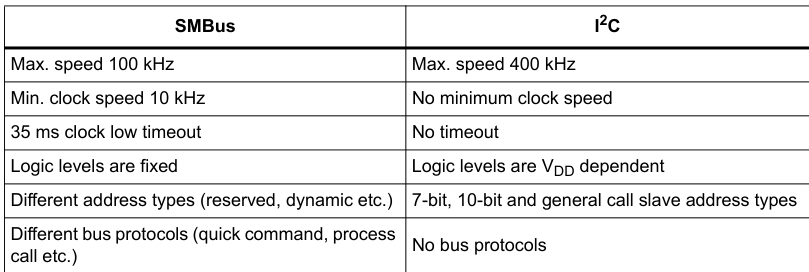 SMBus I²C
Max. speed 100 kHz Max. speed 400 kHz
Min. clock speed 10 kHz No minimum clock speed
35 ms clock low timeout No timeout
Logic levels are fixed Logic levels are VDD dependent
Different address types (reserved, dynamic etc.) 7-bit, 10-bit and general call slave address types
Different bus protocols (quick command, process
call etc.) No bus protocols